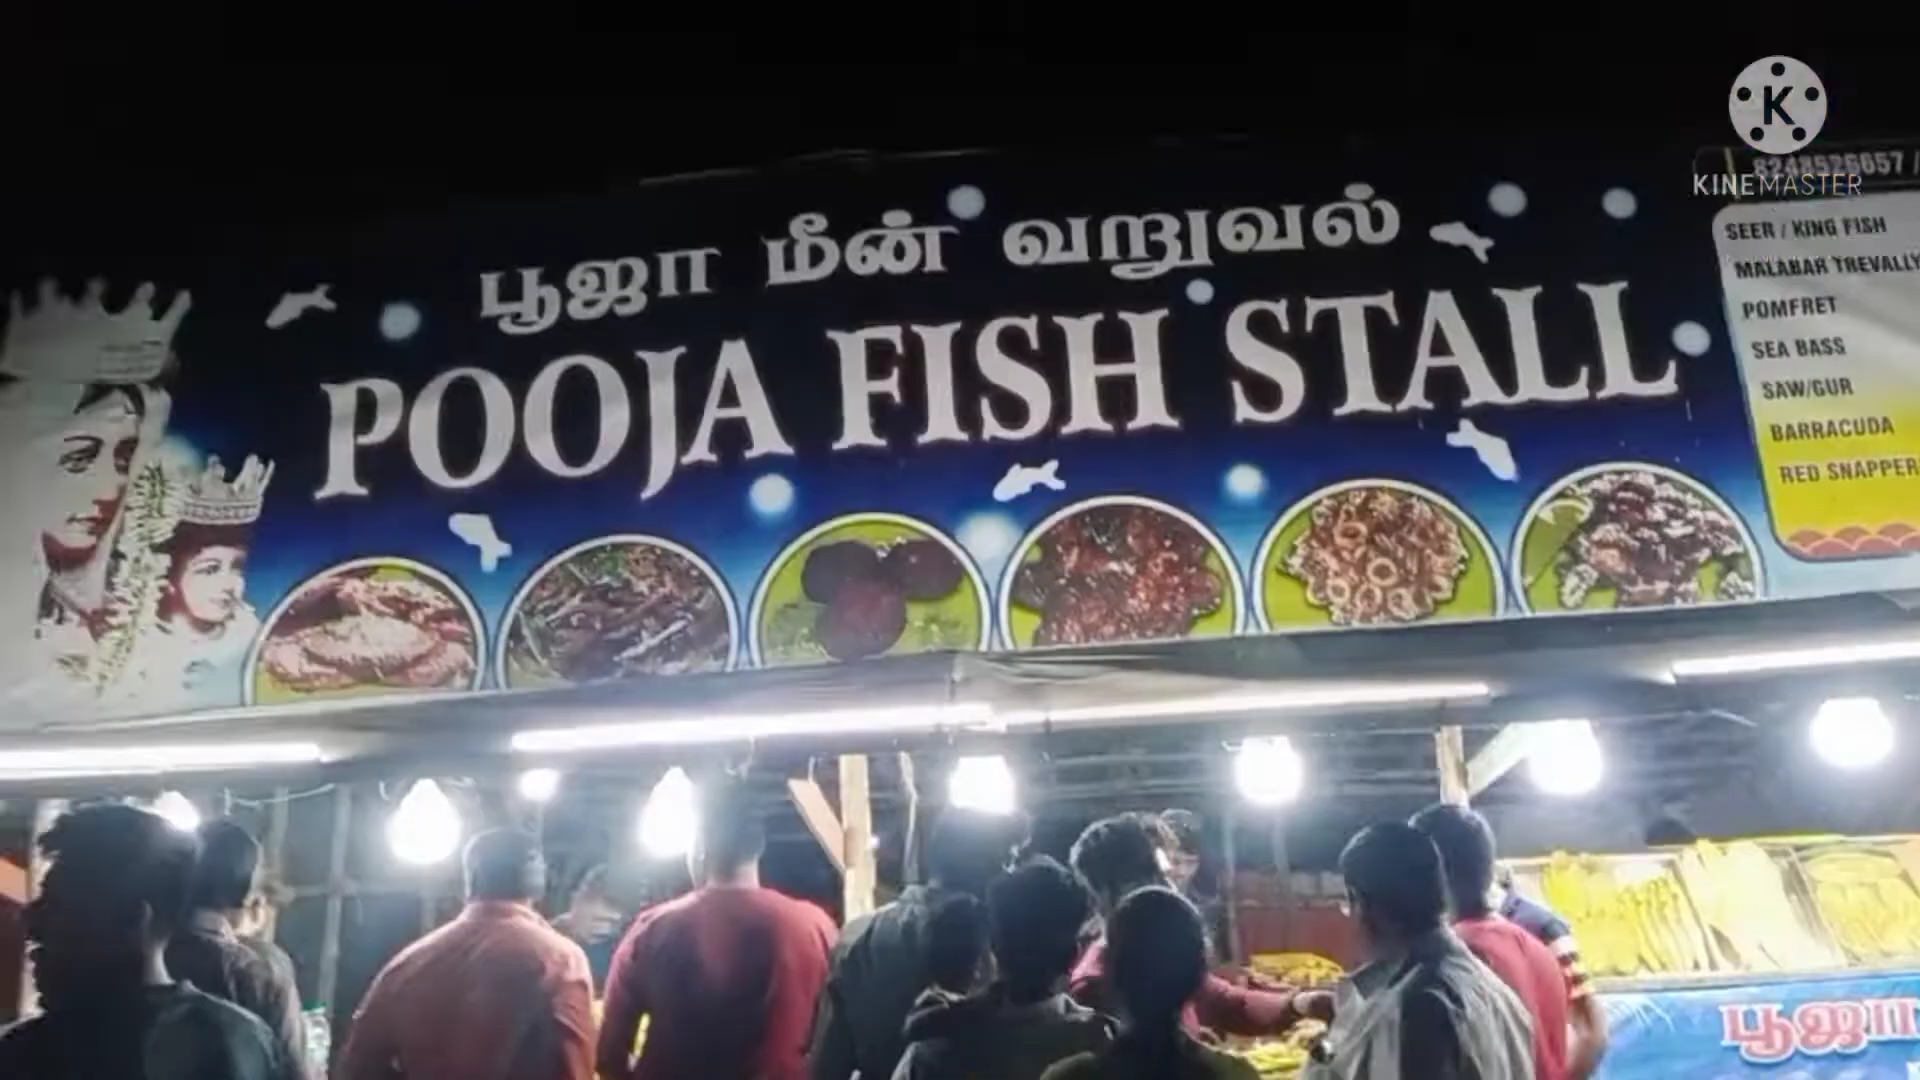 பூஜா மீன் வறுவல்
POOJA FISH STALL
8248526657 /
SEER / KING FISH
MALABAR TREVALLY
POMFRET
SEA BASS
SAW/GUR
BARRACUDA
RED SNAPPER
KINEMASTER
பூஜா